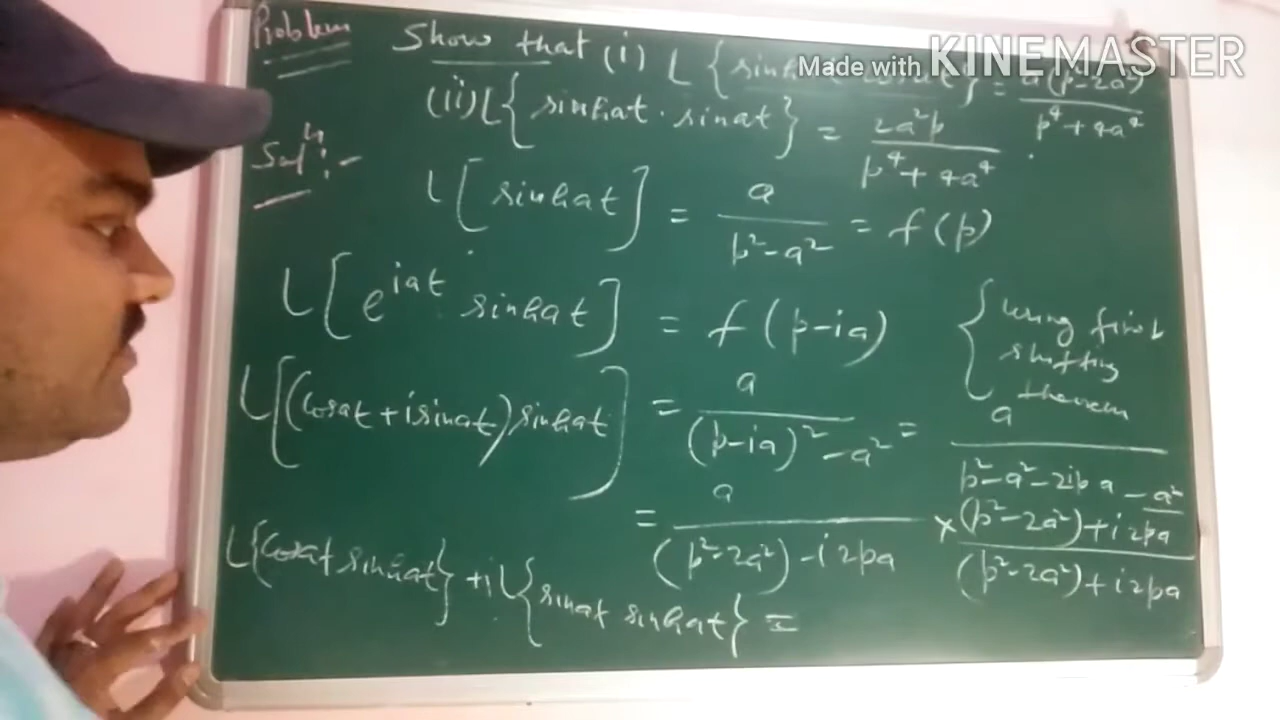 Problem Show that (i) L { = a(p²-2a²) / p⁴+4a⁴
Made with KINEMASTER
(ii) L{ sinhat . sinat } = 2a²p / p⁴+4a⁴ .
Solⁿ:-
L[ sinhat ] = a / p²-a² = f(p)
L[ e^iat sinhat ] = f(p-ia) { using first
shifting
theorem
L[(cosat + isinat) sinhat] = a / (p-ia)²-a² = a / p²-a²-2ipa-a²
= a / (p²-2a²)-i2pa × (p²-2a²)+i2pa / (p²-2a²)+i2pa
L{cosat sinhat} + i L{sinat sinhat} =